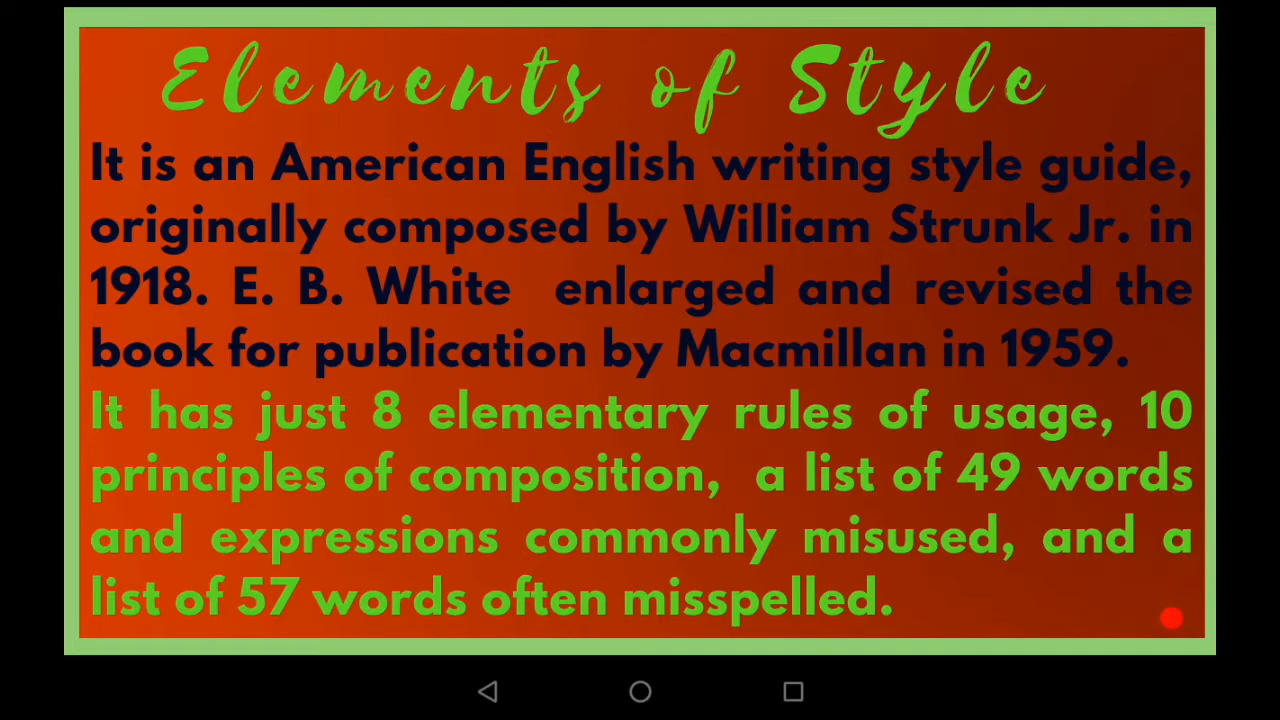 Elements of Style
It is an American English writing style guide,
originally composed by William Strunk Jr. in
1918. E. B. White enlarged and revised the
book for publication by Macmillan in 1959.
It has just 8 elementary rules of usage, 10
principles of composition, a list of 49 words
and expressions commonly misused, and a
list of 57 words often misspelled.